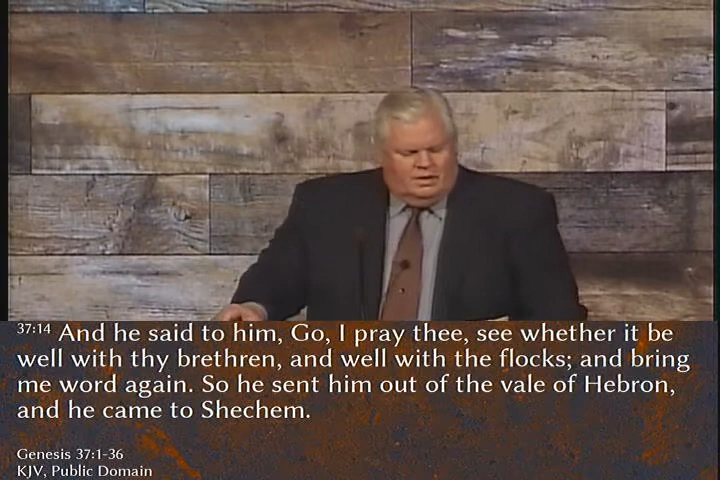 37:14 And he said to him, Go, I pray thee, see whether it be
well with thy brethren, and well with the flocks; and bring
me word again. So he sent him out of the vale of Hebron,
and he came to Shechem.
Genesis 37:1-36
KJV, Public Domain